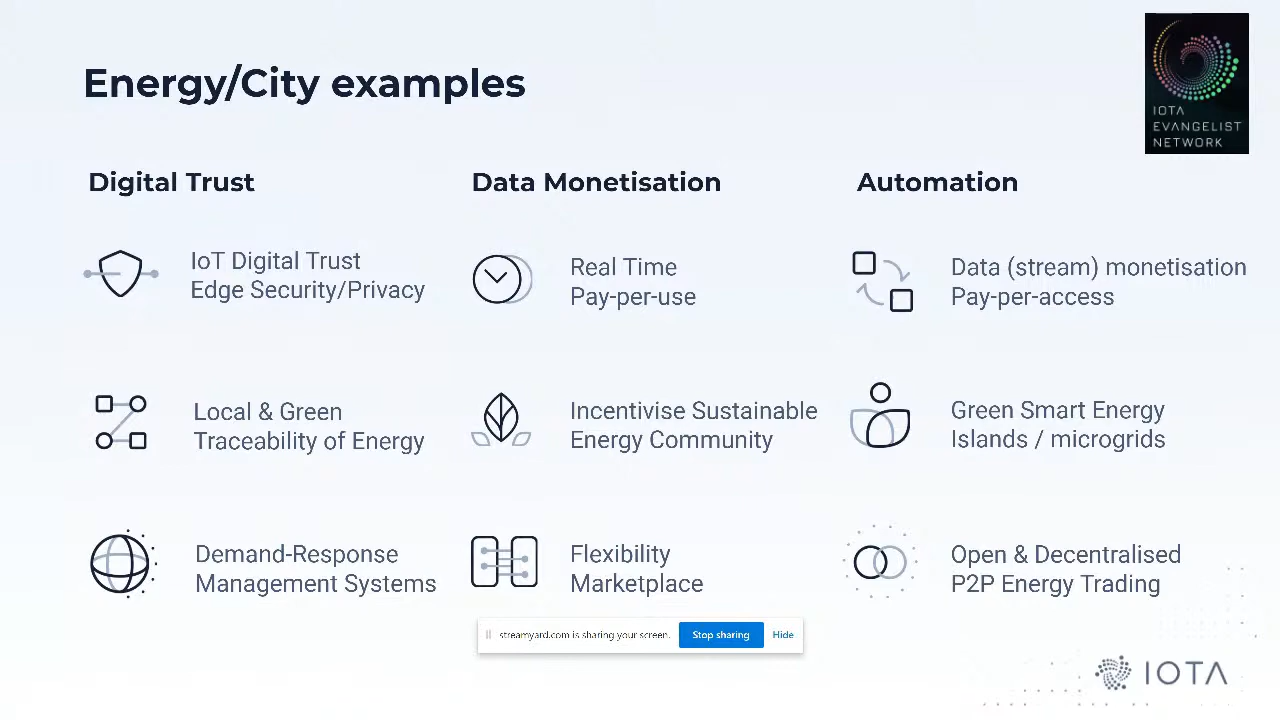 Energy/City examples
IOTA
EVANGELIST
NETWORK
Digital Trust
IoT Digital Trust
Edge Security/Privacy
Local & Green
Traceability of Energy
Demand-Response
Management Systems
Data Monetisation
Real Time
Pay-per-use
Incentivise Sustainable
Energy Community
Flexibility
Marketplace
Automation
Data (stream) monetisation
Pay-per-access
Green Smart Energy
Islands / microgrids
Open & Decentralised
P2P Energy Trading
streamyard.com is sharing your screen.
Stop sharing
Hide
IOTA